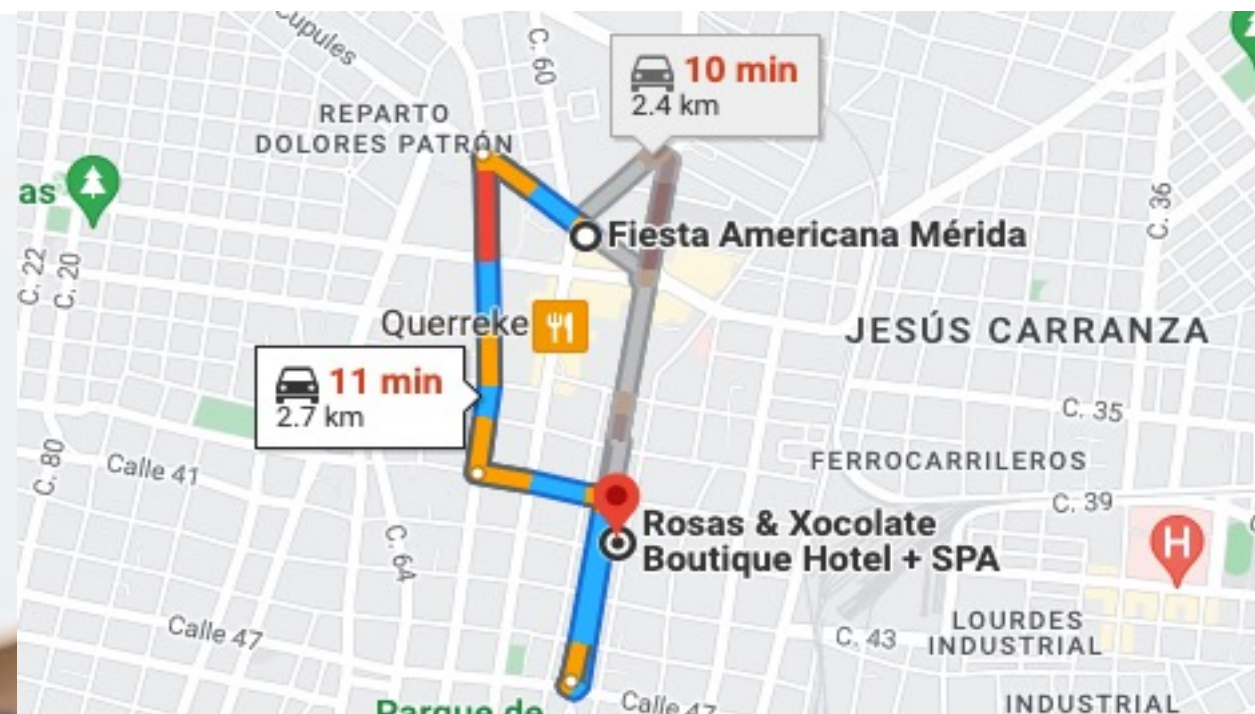 Cupules
C. 60
10 min
2.4 km
REPARTO
DOLORES PATRÓN
as
C. 36
Fiesta Americana Mérida
C. 22
C. 20
Querreke
JESÚS CARRANZA
11 min
2.7 km
C. 35
C. 80
Calle 41
FERROCARRILEROS
C. 39
Rosas & Xocolate
Boutique Hotel + SPA
H
C. 64
Calle 47
C. 43
LOURDES
INDUSTRIAL
Parque de
Calle 47
INDUSTRIAL